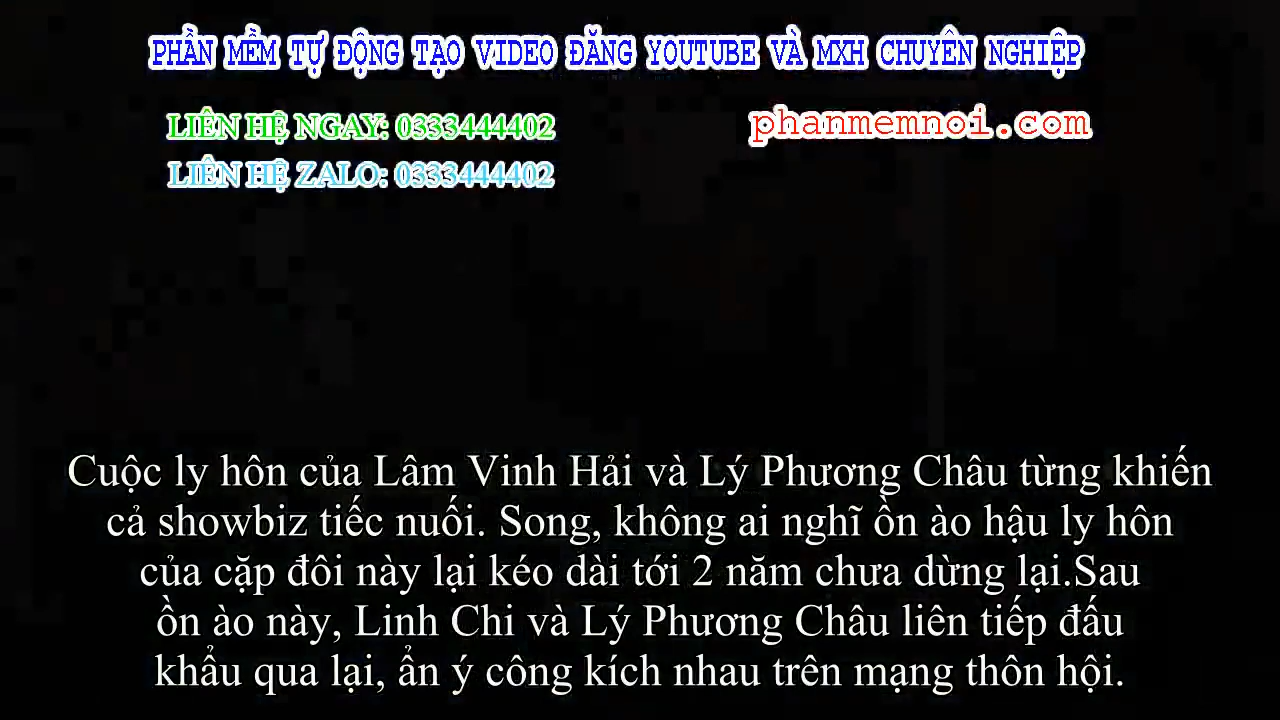 PHẦN MỀM TỰ ĐỘNG TẠO VIDEO ĐĂNG YOUTUBE VÀ MXH CHUYÊN NGHIỆP
LIÊN HỆ NGAY: 0333444402
phanmemnoi.com
LIÊN HỆ ZALO: 0333444402
Cuộc ly hôn của Lâm Vinh Hải và Lý Phương Châu từng khiến
cả showbiz tiếc nuối. Song, không ai nghĩ ồn ào hậu ly hôn
của cặp đôi này lại kéo dài tới 2 năm chưa dừng lại.Sau
ồn ào này, Linh Chi và Lý Phương Châu liên tiếp đấu
khẩu qua lại, ẩn ý công kích nhau trên mạng thôn hội.